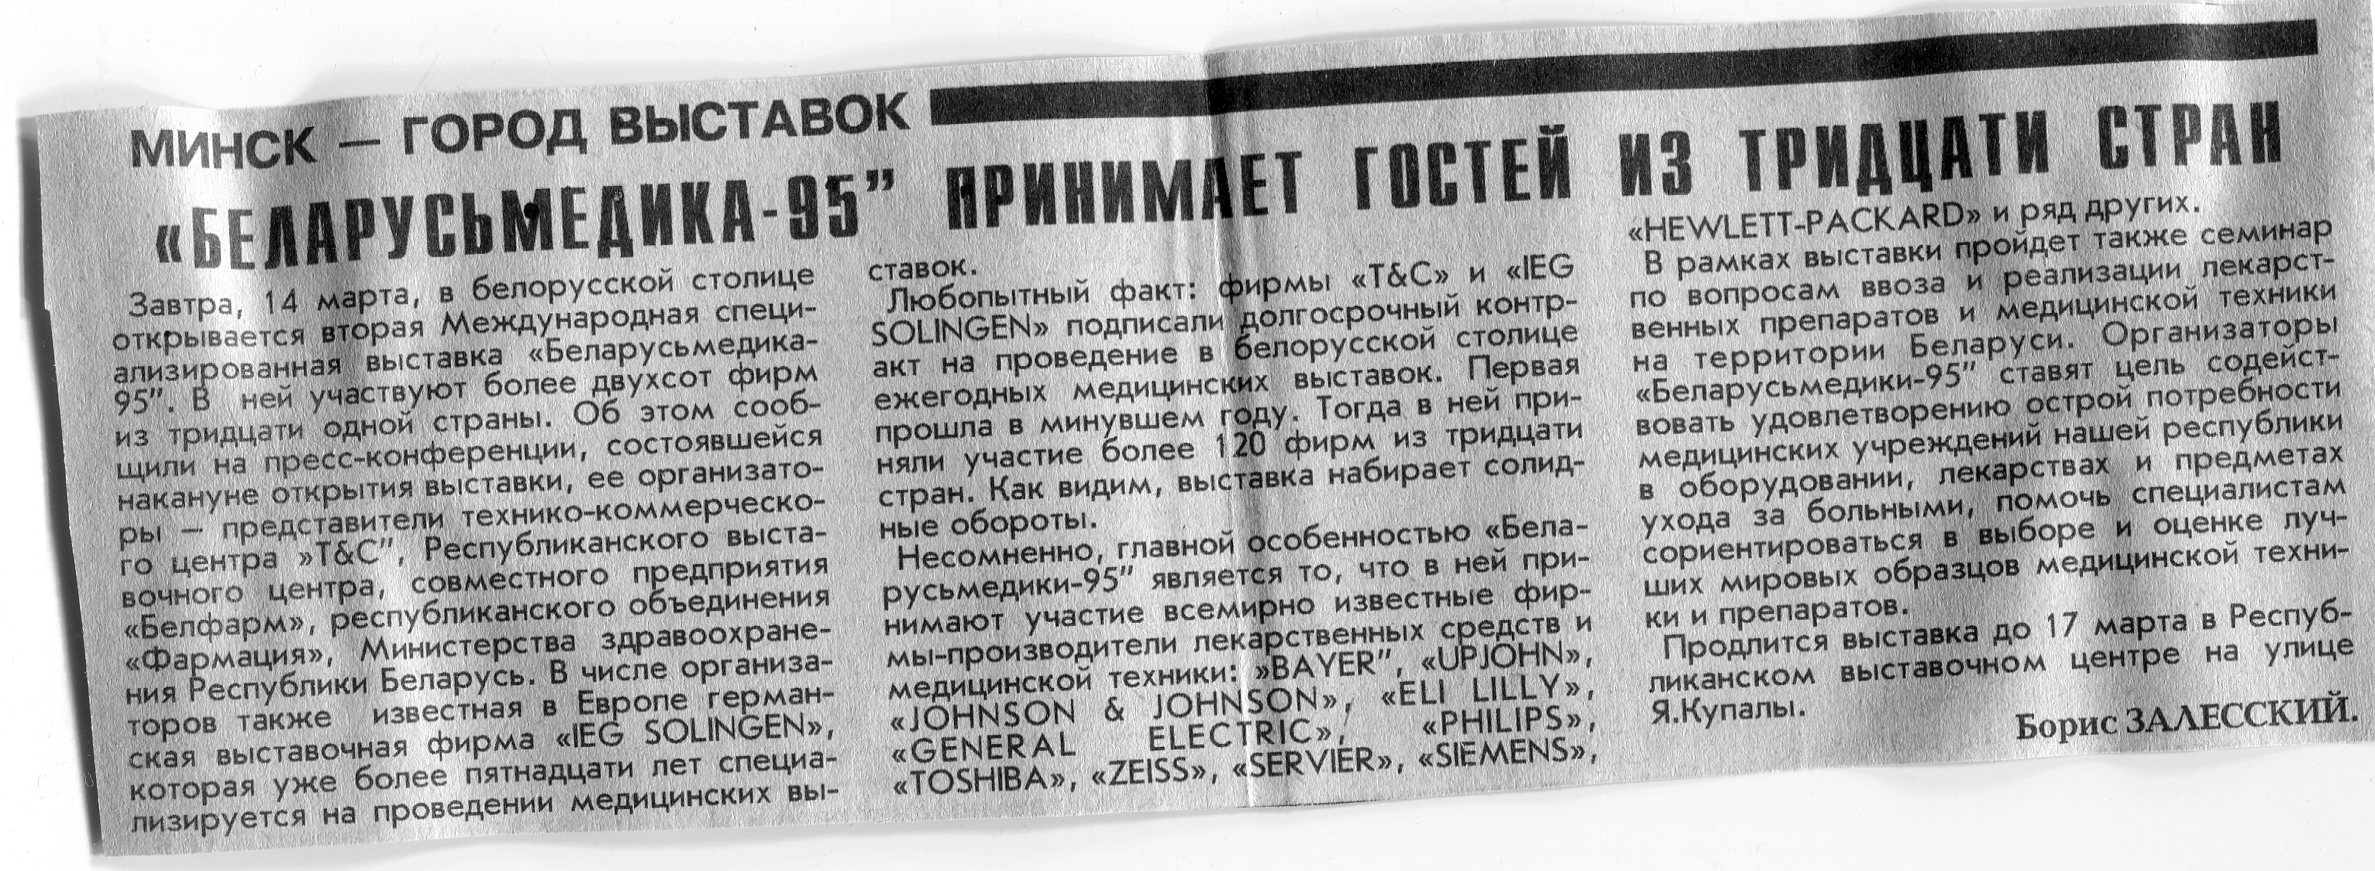 МИНСК — ГОРОД ВЫСТАВОК
«БЕЛАРУСЬМЕДИКА-95” ПРИНИМАЕТ ГОСТЕЙ ИЗ ТРИДЦАТИ СТРАН
Завтра, 14 марта, в белорусской столице
открывается вторая Международная специ-
ализированная выставка «Беларусьмедика-
95”. В ней участвуют более двухсот фирм
из тридцати одной страны. Об этом сооб-
щили на пресс-конференции, состоявшейся
накануне открытия выставки, ее организато-
ры — представители технико-коммерческо-
го центра »T&C”, Республиканского выста-
вочного центра, совместного предприятия
«Белфарм», республиканского объединения
«Фармация», Министерства здравоохране-
ния Республики Беларусь. В числе организа-
торов также известная в Европе герман-
ская выставочная фирма «IEG SOLINGEN»,
которая уже более пятнадцати лет специа-
лизируется на проведении медицинских вы-
ставок.
Любопытный факт: фирмы «T&C» и «IEG
SOLINGEN» подписали долгосрочный контр-
акт на проведение в белорусской столице
ежегодных медицинских выставок. Первая
прошла в минувшем году. Тогда в ней при-
няли участие более 120 фирм из тридцати
стран. Как видим, выставка набирает солид-
ные обороты.
Несомненно, главной особенностью «Бела-
русьмедики-95” является то, что в ней при-
нимают участие всемирно известные фир-
мы-производители лекарственных средств и
медицинской техники: »BAYER”, «UPJOHN»,
«JOHNSON & JOHNSON», «ELI LILLY»,
«GENERAL ELECTRIC», «PHILIPS»,
«TOSHIBA», «ZEISS», «SERVIER», «SIEMENS»,
«HEWLETT-PACKARD» и ряд других.
В рамках выставки пройдет также семинар
по вопросам ввоза и реализации лекарст-
венных препаратов и медицинской техники
на территории Беларуси. Организаторы
«Беларусьмедики-95” ставят цель содейст-
вовать удовлетворению острой потребности
медицинских учреждений нашей республики
в оборудовании, лекарствах и предметах
ухода за больными, помочь специалистам
сориентироваться в выборе и оценке луч-
ших мировых образцов медицинской техни-
ки и препаратов.
Продлится выставка до 17 марта в Респуб-
ликанском выставочном центре на улице
Я.Купалы.
Борис ЗАЛЕССКИЙ.